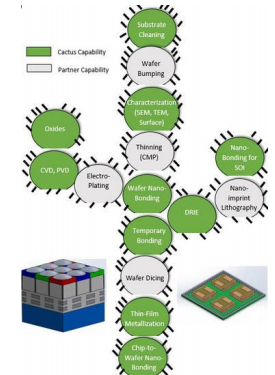 Cactus Capability
Partner Capability
Substrate
Cleaning
Wafer
Bumping
Characterization
(SEM, TEM,
Surface)
Thinning
(CMP)
Oxides
CVD, PVD
Electro-
Plating
Wafer Nano-
Bonding
DRIE
Nano-
Bonding for
SOI
Nano-
imprint
Lithography
Temporary
Bonding
Wafer Dicing
Thin-Film
Metallization
Chip-to-
Wafer Nano-
Bonding